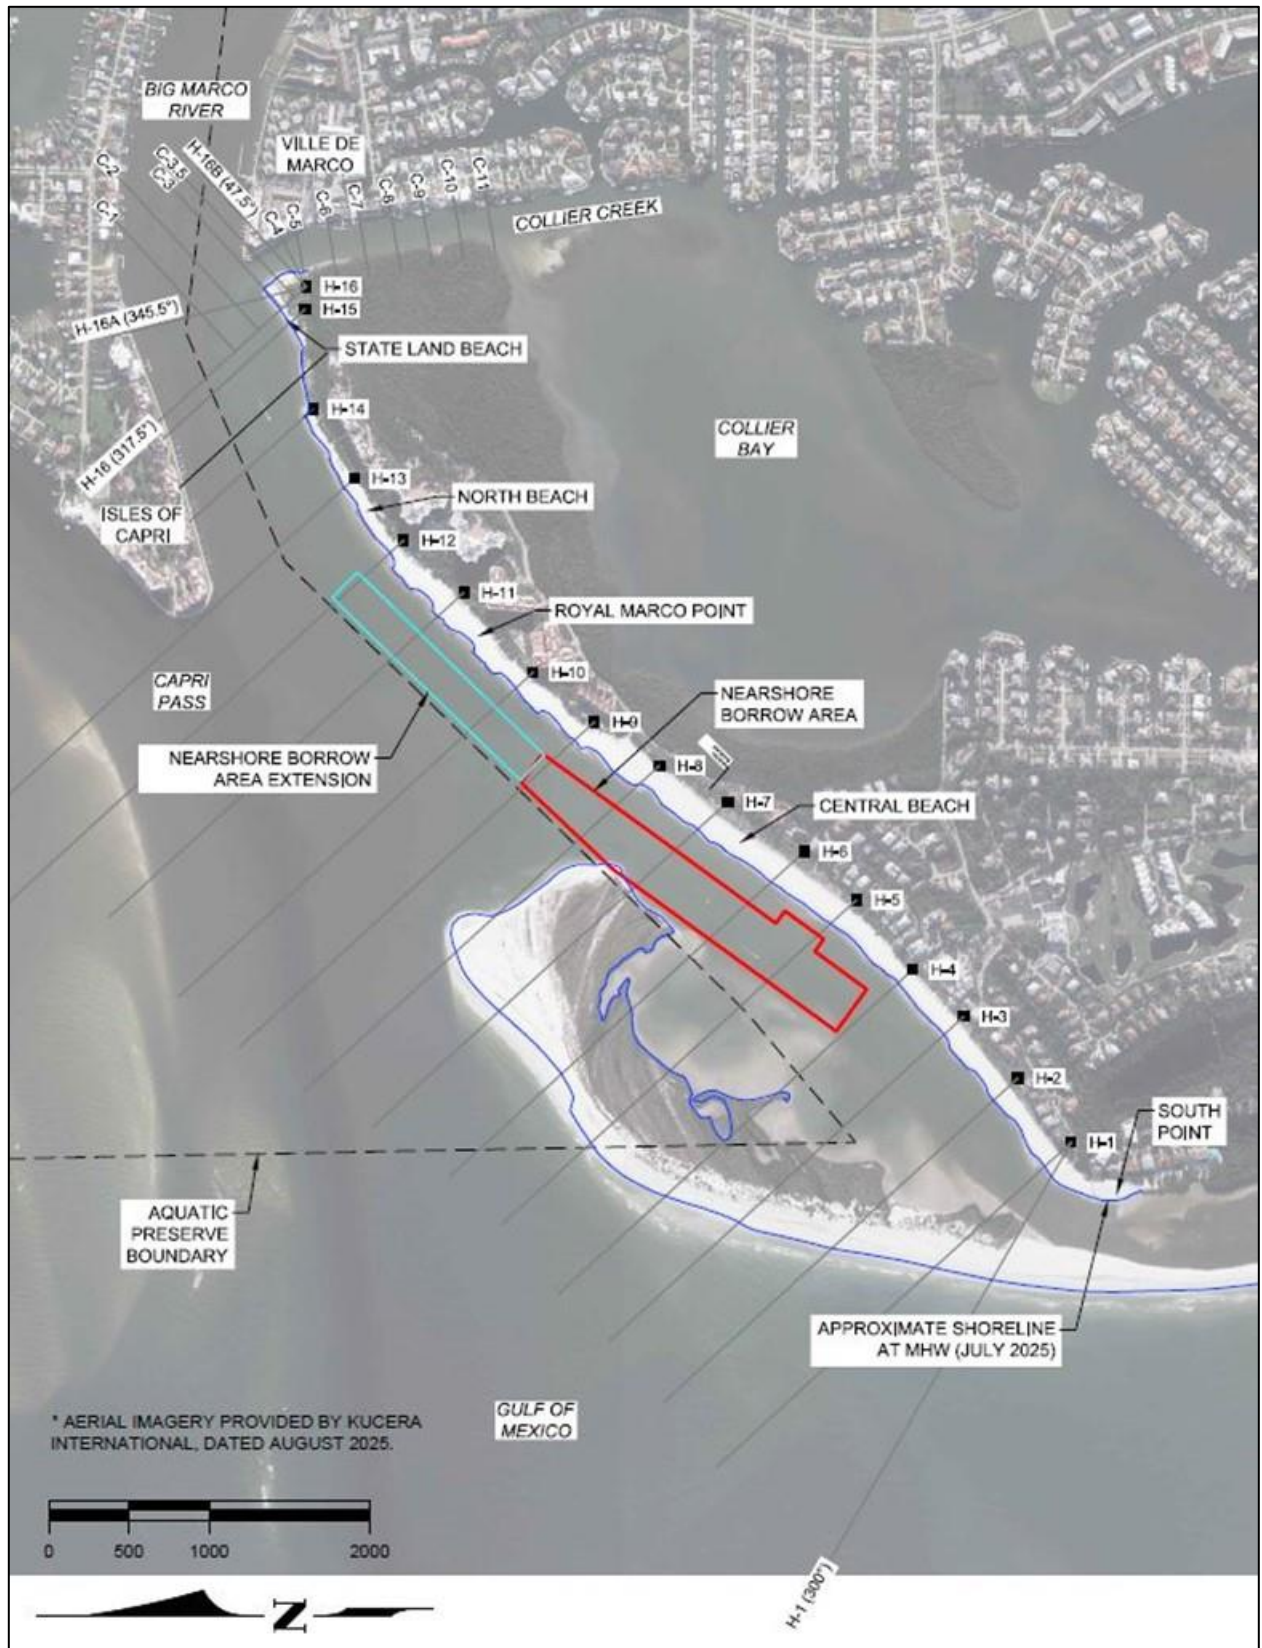 BIG MARCO
RIVER
VILLE DE
MARCO
C-2
C-1
C-3.5
C-3
H-16B (47.5°)
C-4
C-5
C-6
C-7
C-8
C-9
C-10
C-11
COLLIER CREEK
H-16
H-15
H-16A (345.5°)
STATE LAND BEACH
H-14
H-16 (317.5°)
COLLIER
BAY
H-13
NORTH BEACH
ISLES OF
CAPRI
H-12
H-11
ROYAL MARCO POINT
H-10
CAPRI
PASS
NEARSHORE
BORROW AREA
H-9
NEARSHORE BORROW
AREA EXTENSION
H-8
H-7
CENTRAL BEACH
H-6
H-5
H-4
H-3
H-2
SOUTH
POINT
H-1
AQUATIC
PRESERVE
BOUNDARY
APPROXIMATE SHORELINE
AT MHW (JULY 2025)
GULF OF
MEXICO
* AERIAL IMAGERY PROVIDED BY KUCERA
INTERNATIONAL, DATED AUGUST 2025.
0 500 1000 2000
N
H-1 (300°)